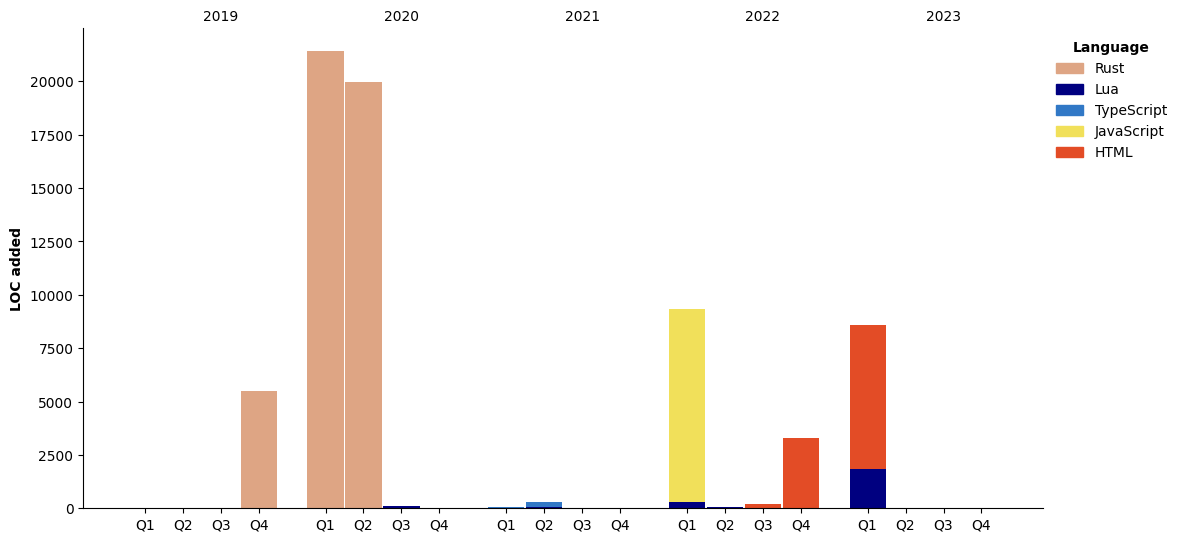 2019 2020 2021 2022 2023
Language
Rust
Lua
TypeScript
JavaScript
HTML
LOC added
20000
17500
15000
12500
10000
7500
5000
2500
0
Q1 Q2 Q3 Q4 Q1 Q2 Q3 Q4 Q1 Q2 Q3 Q4 Q1 Q2 Q3 Q4 Q1 Q2 Q3 Q4